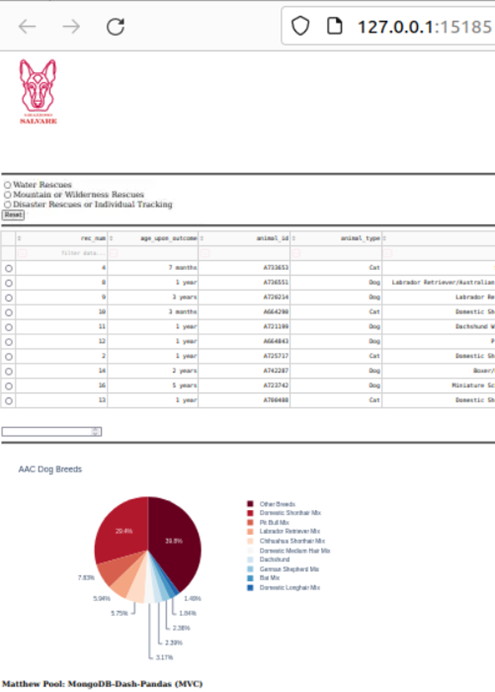 127.0.0.1:15185
SALVARE
Water Rescues
Mountain or Wilderness Rescues
Disaster Rescues or Individual Tracking
Reset
rec_num age_upon_outcome animal_id animal_type
filter data...
4 7 months A733653 Cat
8 1 year A736551 Dog Labrador Retriever/Australian
9 3 years A720214 Dog Labrador Re
10 3 months A664290 Cat Domestic Sh
11 1 year A721199 Dog Dachshund W
12 1 year A664843 Dog P
2 1 year A725717 Cat Domestic Sh
14 2 years A742287 Dog Boxer/
16 5 years A723742 Dog Miniature Sc
13 1 year Cat Domestic Sh
AAC Dog Breeds
Other Breeds
Domestic Shorthair Mix
Pit Bull Mix
Labrador Retriever Mix
Chihuahua Shorthair Mix
Domestic Medium Hair Mix
Dachshund
German Shepherd Mix
Bat Mix
Domestic Longhair Mix
29.4%
39.8%
7.83%
5.94%
5.75%
1.48%
1.84%
2.38%
2.39%
3.17%
Matthew Pool: MongoDB-Dash-Pandas (MVC)